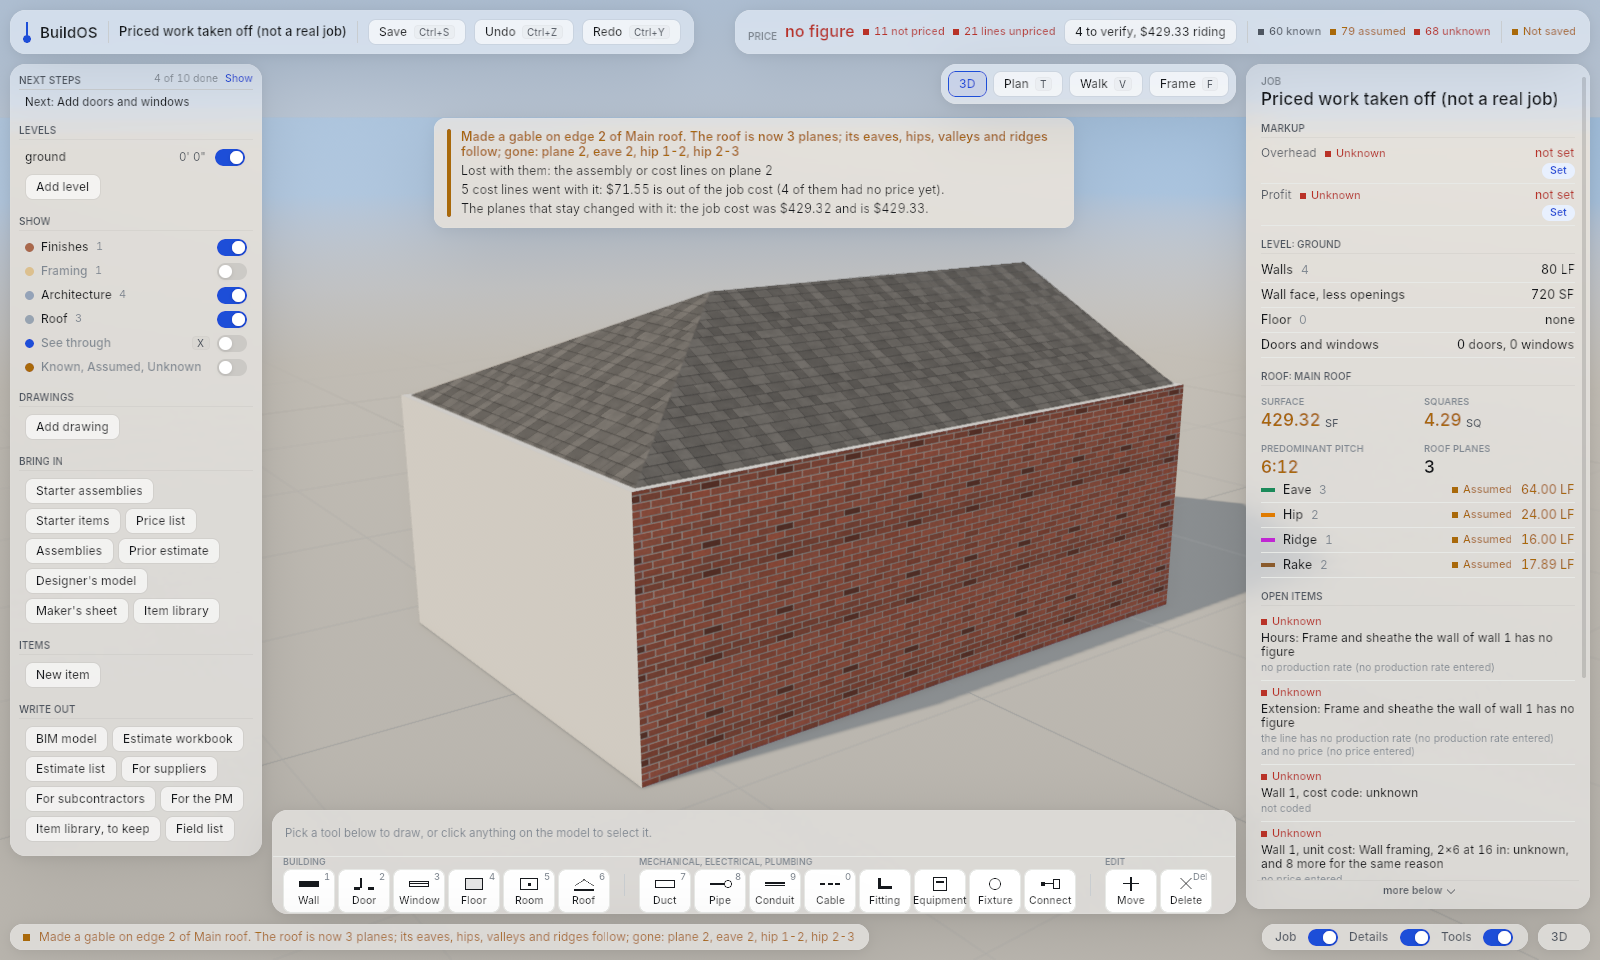 BuildOS
Priced work taken off (not a real job)
Save Ctrl+S
Undo Ctrl+Z
Redo Ctrl+Y
PRICE no figure
11 not priced
21 lines unpriced
4 to verify, $429.33 riding
60 known
79 assumed
68 unknown
Not saved
NEXT STEPS 4 of 10 done Show
Next: Add doors and windows
LEVELS
ground 0' 0"
Add level
SHOW
Finishes 1
Framing 1
Architecture 4
Roof 3
See through X
Known, Assumed, Unknown
DRAWINGS
Add drawing
BRING IN
Starter assemblies
Starter items Price list
Assemblies Prior estimate
Designer's model
Maker's sheet Item library
ITEMS
New item
WRITE OUT
BIM model Estimate workbook
Estimate list For suppliers
For subcontractors For the PM
Item library, to keep Field list
3D
Plan T
Walk V
Frame F
Made a gable on edge 2 of Main roof. The roof is now 3 planes; its eaves, hips, valleys and ridges
follow; gone: plane 2, eave 2, hip 1-2, hip 2-3
Lost with them: the assembly or cost lines on plane 2
5 cost lines went with it: $71.55 is out of the job cost (4 of them had no price yet).
The planes that stay changed with it: the job cost was $429.32 and is $429.33.
Pick a tool below to draw, or click anything on the model to select it.
BUILDING
Wall 1
Door 2
Window 3
Floor 4
Room 5
Roof 6
MECHANICAL, ELECTRICAL, PLUMBING
Duct 7
Pipe 8
Conduit 9
Cable 0
Fitting
Equipment
Fixture
Connect
EDIT
Move
Delete Del
JOB
Priced work taken off (not a real job)
MARKUP
Overhead Unknown not set
Set
Profit Unknown not set
Set
LEVEL: GROUND
Walls 4 80 LF
Wall face, less openings 720 SF
Floor 0 none
Doors and windows 0 doors, 0 windows
ROOF: MAIN ROOF
SURFACE SQUARES
429.32 SF 4.29 SQ
PREDOMINANT PITCH ROOF PLANES
6:12 3
Eave 3 Assumed 64.00 LF
Hip 2 Assumed 24.00 LF
Ridge 1 Assumed 16.00 LF
Rake 2 Assumed 17.89 LF
OPEN ITEMS
Unknown
Hours: Frame and sheathe the wall of wall 1 has no
figure
no production rate (no production rate entered)
Unknown
Extension: Frame and sheathe the wall of wall 1 has no
figure
the line has no production rate (no production rate entered)
and no price (no price entered)
Unknown
Wall 1, cost code: unknown
not coded
Unknown
Wall 1, unit cost: Wall framing, 2×6 at 16 in: unknown,
and 8 more for the same reason
no price entered
more below
Made a gable on edge 2 of Main roof. The roof is now 3 planes; its eaves, hips, valleys and ridges follow; gone: plane 2, eave 2, hip 1-2, hip 2-3
Job Details Tools 3D